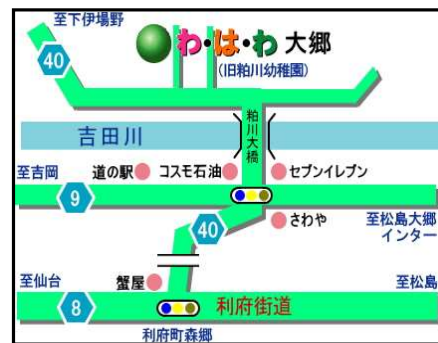 至下伊場野
40
わ・は・わ 大郷
(旧粕川幼稚園)
吉田川
粕川大橋
至吉岡
道の駅
コスモ石油
セブンイレブン
9
40
さわや
至松島大郷
インター
至仙台
蟹屋
至松島
8
利府街道
利府町森郷